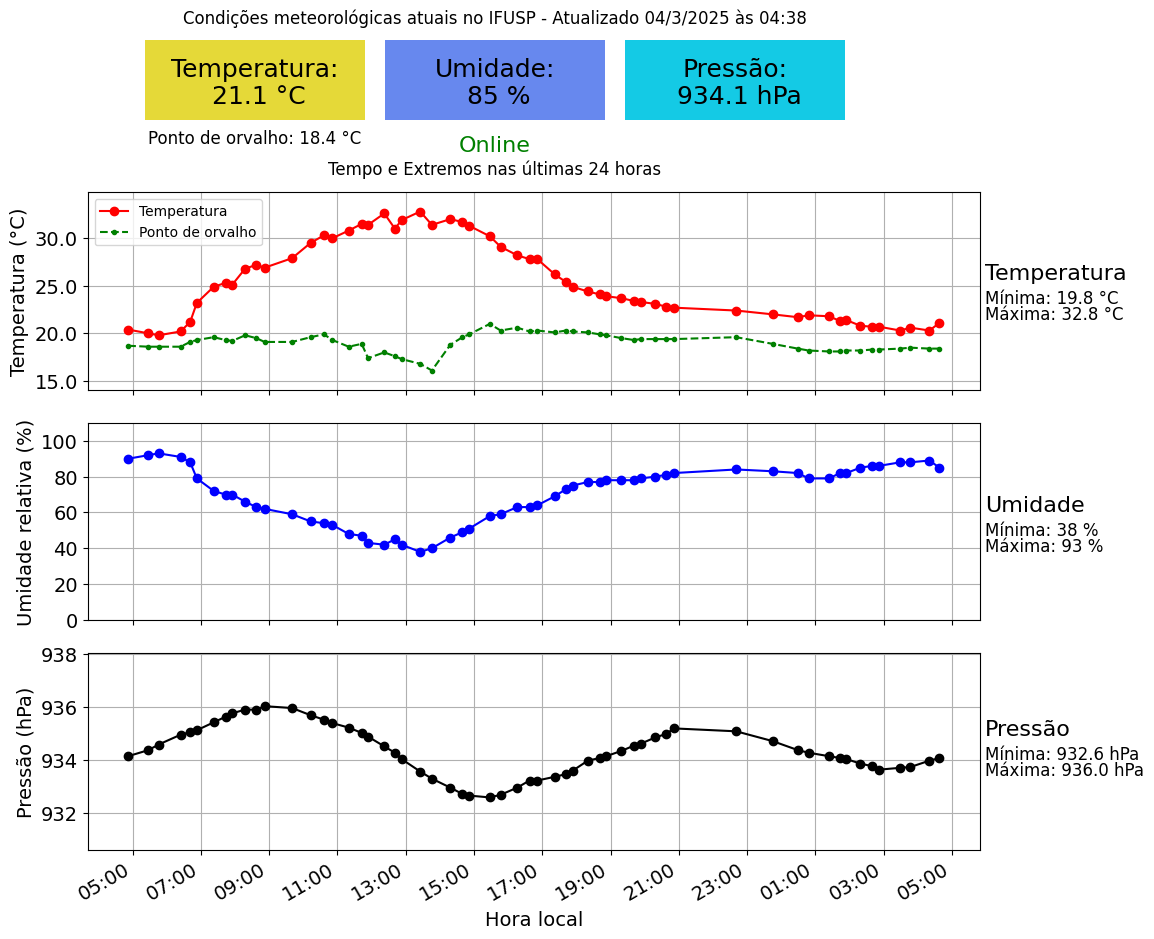 Condições meteorológicas atuais no IFUSP - Atualizado 04/3/2025 às 04:38
Temperatura:
21.1 °C
Umidade:
85 %
Pressão:
934.1 hPa
Ponto de orvalho: 18.4 °C
Online
Tempo e Extremos nas últimas 24 horas
Temperatura (°C)
30.0
25.0
20.0
15.0
Temperatura
Ponto de orvalho
Temperatura
Mínima: 19.8 °C
Máxima: 32.8 °C
Umidade relativa (%)
100
80
60
40
20
0
Umidade
Mínima: 38 %
Máxima: 93 %
Pressão (hPa)
938
936
934
932
Pressão
Mínima: 932.6 hPa
Máxima: 936.0 hPa
05:00 07:00 09:00 11:00 13:00 15:00 17:00 19:00 21:00 23:00 01:00 03:00 05:00
Hora local